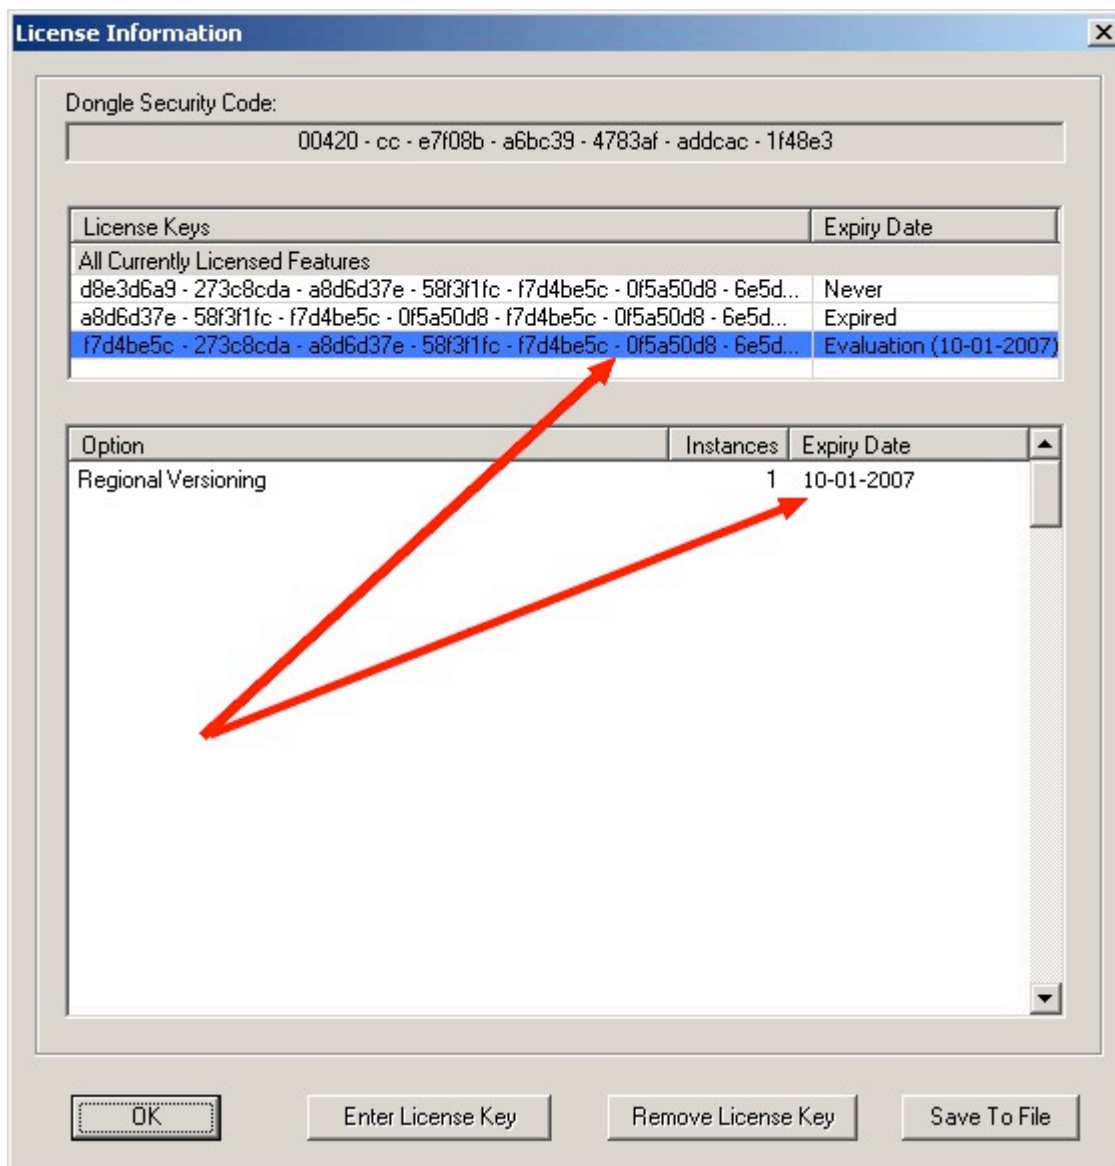 License Information
Dongle Security Code:
00420 - cc - e7f08b - a6bc39 - 4783af - addcac - 1f48e3
License Keys Expiry Date
All Currently Licensed Features
d8e3d6a9 - 273c8cda - a8d6d37e - 58f3f1fc - f7d4be5c - 0f5a50d8 - 6e5d... Never
a8d6d37e - 58f3f1fc - f7d4be5c - 0f5a50d8 - f7d4be5c - 0f5a50d8 - 6e5d... Expired
f7d4be5c - 273c8cda - a8d6d37e - 58f3f1fc - f7d4be5c - 0f5a50d8 - 6e5d... Evaluation (10-01-2007)
Option Instances Expiry Date
Regional Versioning 1 10-01-2007
OK Enter License Key Remove License Key Save To File